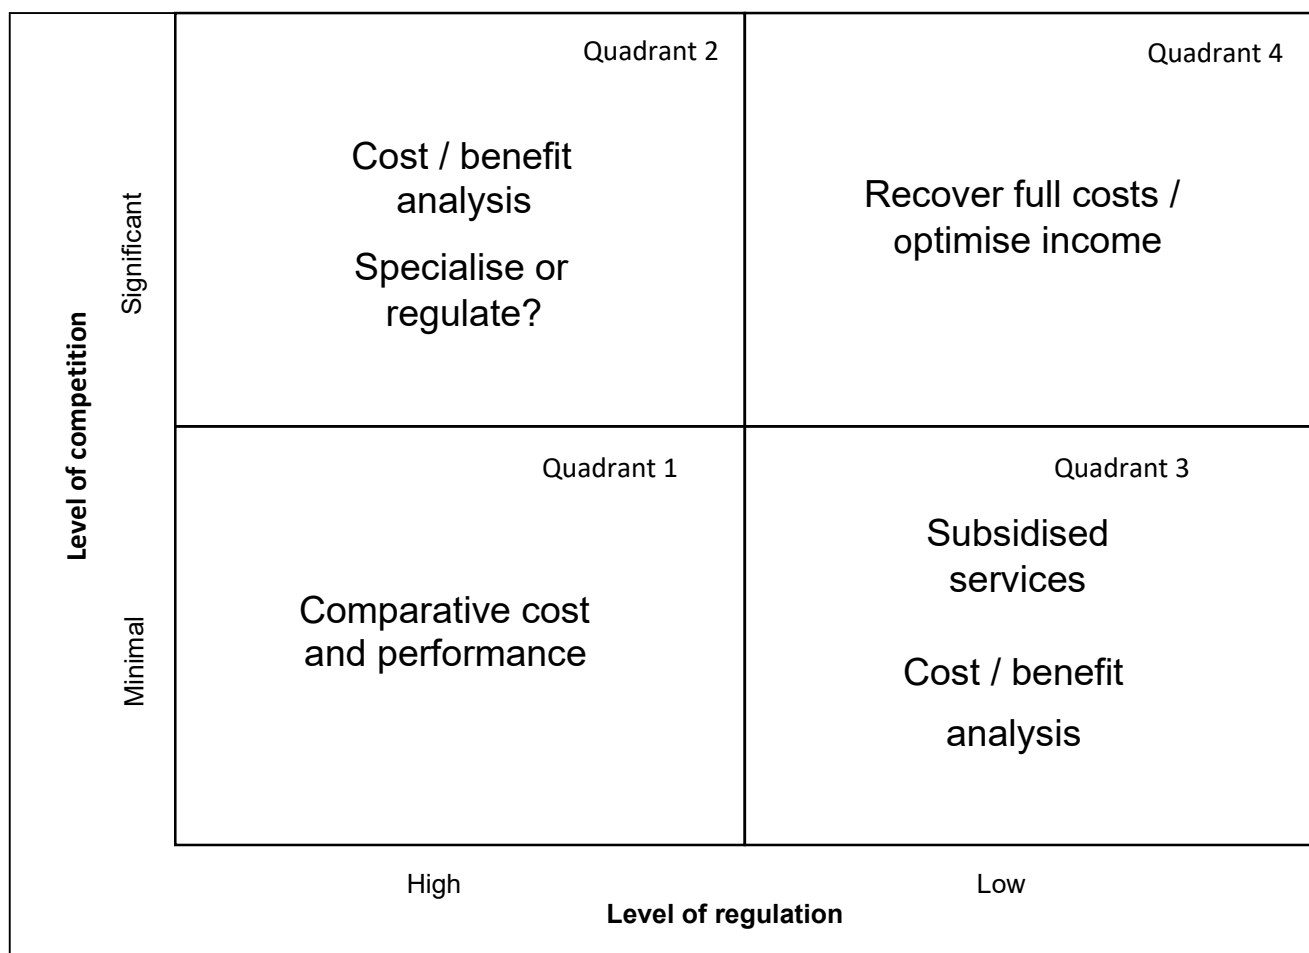 Quadrant 2
Cost / benefit
analysis
Specialise or
regulate?
Quadrant 4
Recover full costs /
optimise income
Significant
Level of competition
Minimal
Quadrant 1
Comparative cost
and performance
Quadrant 3
Subsidised
services
Cost / benefit
analysis
High
Low
Level of regulation